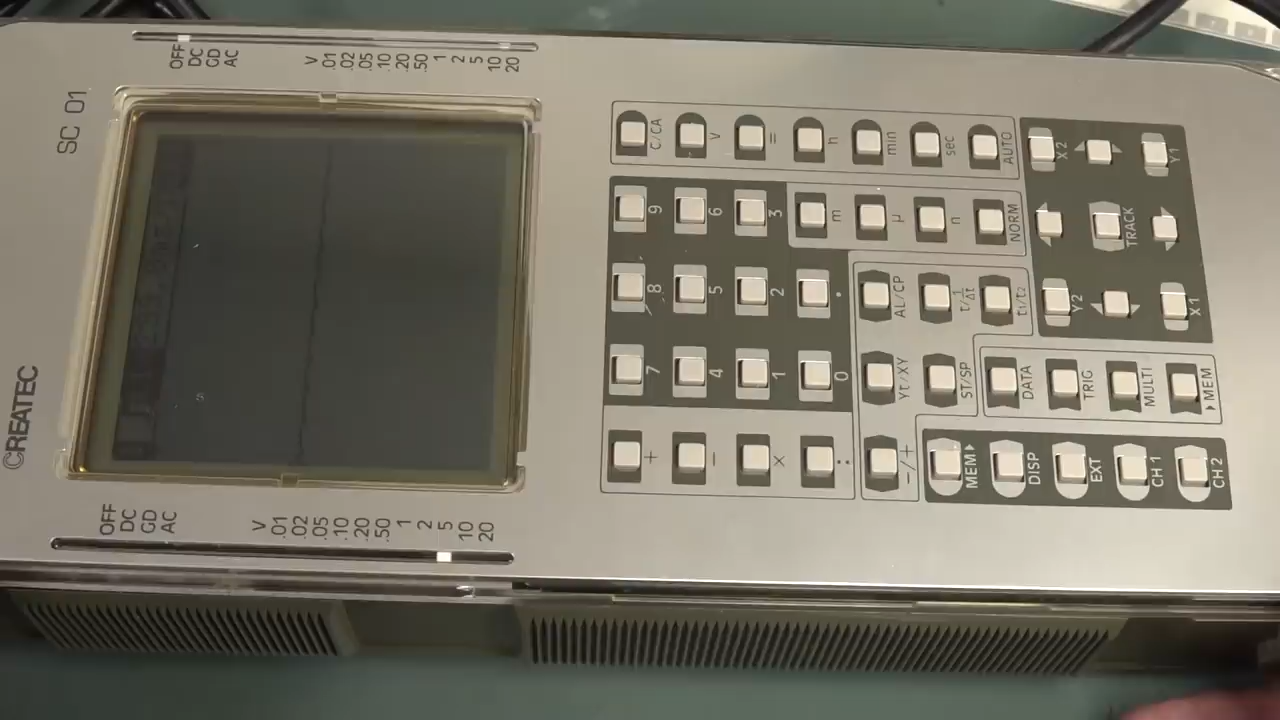 CREATEC
SC 01
OFF
DC
GD
AC
V
.01
.02
.05
.10
.20
.50
1
2
5
10
20
OFF
DC
GD
AC
V
.01
.02
.05
.10
.20
.50
1
2
5
10
20
C/CA
V
=
h
min
sec
AUTO
9
6
3
m
μ
n
NORM
8
5
2
.
AL/CP
t/1/Δt
t1/t2
7
4
1
0
Yt/XY
ST/SP
DATA
TRIG
MULTI
▸MEM
+
−
×
:
−/+
MEM▸
DISP
EXT
CH 1
CH 2
X2
Y1
TRACK
Y2
X1